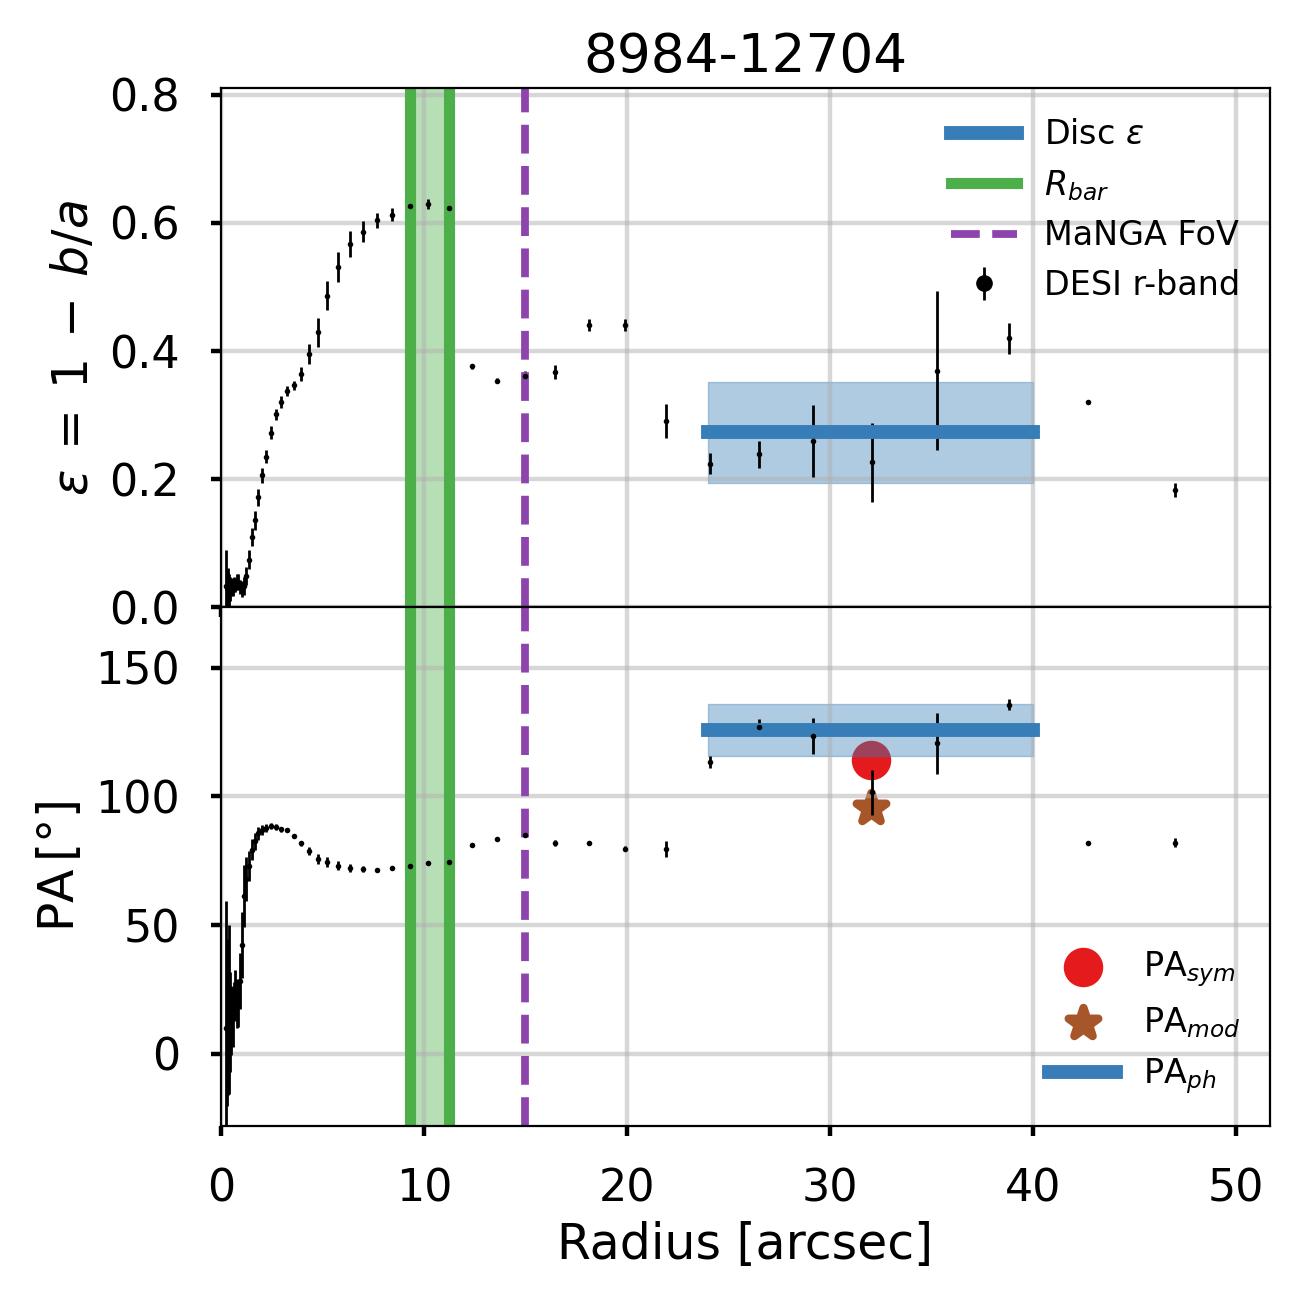 8984-12704
0.8
0.6
0.4
0.2
0.0
ε = 1 − b/a
Disc ε
R_bar
MaNGA FoV
DESI r-band
150
100
50
0
PA [°]
PA_sym
PA_mod
PA_ph
0 10 20 30 40 50
Radius [arcsec]